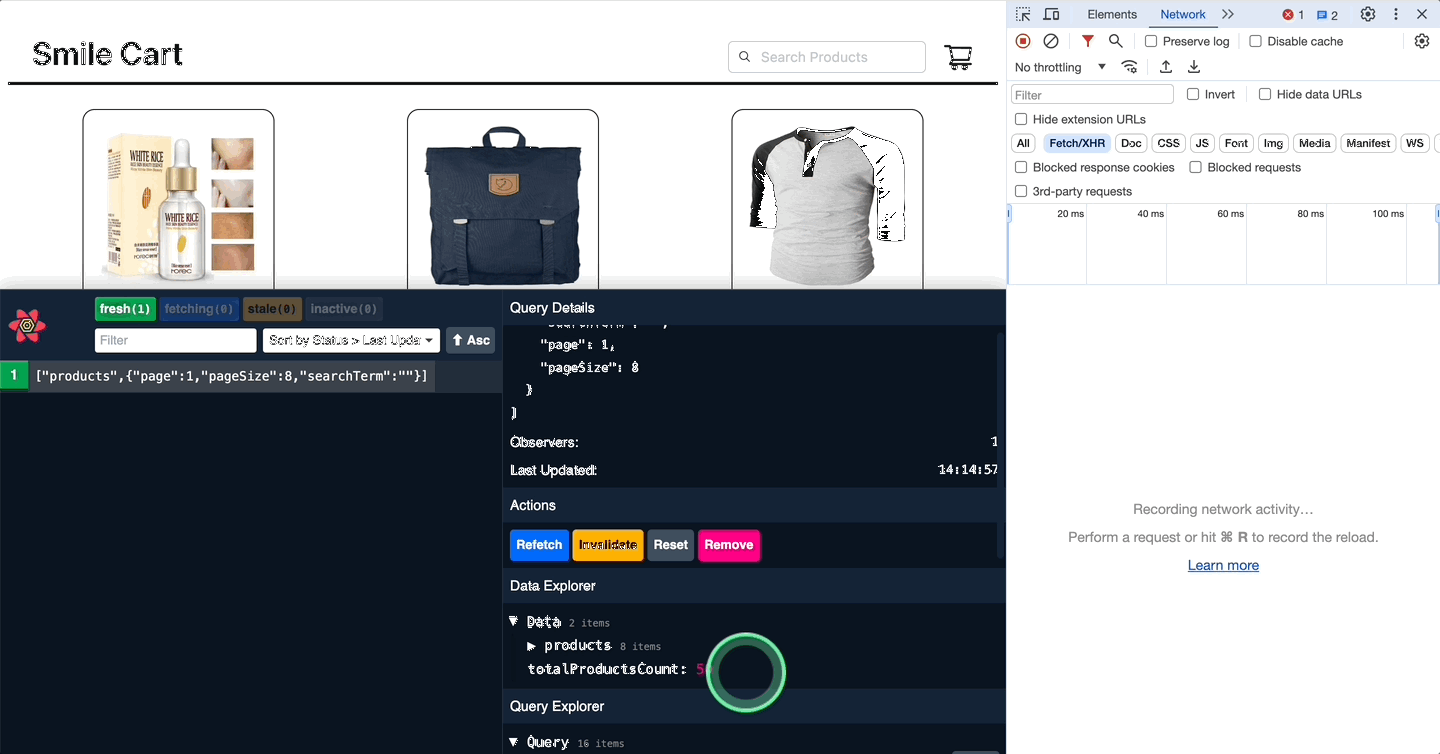 Smile Cart
Search Products
WHITE RICE
WHITE RICE
fresh(1) fetching(0) stale(0) inactive(0)
Filter Sort by Status > Last Upda Asc
1 ["products",{"page":1,"pageSize":8,"searchTerm":""}]
Query Details
"page": 1,
"pageSize": 8
}
]
Observers: 1
Last Updated: 14:14:57
Actions
Refetch Invalidate Reset Remove
Data Explorer
▼ Data 2 items
▶ products 8 items
totalProductsCount: 5
Query Explorer
▼ Query 16 items
Elements Network 1 2
Preserve log Disable cache
No throttling
Filter Invert Hide data URLs
Hide extension URLs
All Fetch/XHR Doc CSS JS Font Img Media Manifest WS
Blocked response cookies Blocked requests
3rd-party requests
20 ms 40 ms 60 ms 80 ms 100 ms
Recording network activity…
Perform a request or hit ⌘ R to record the reload.
Learn more